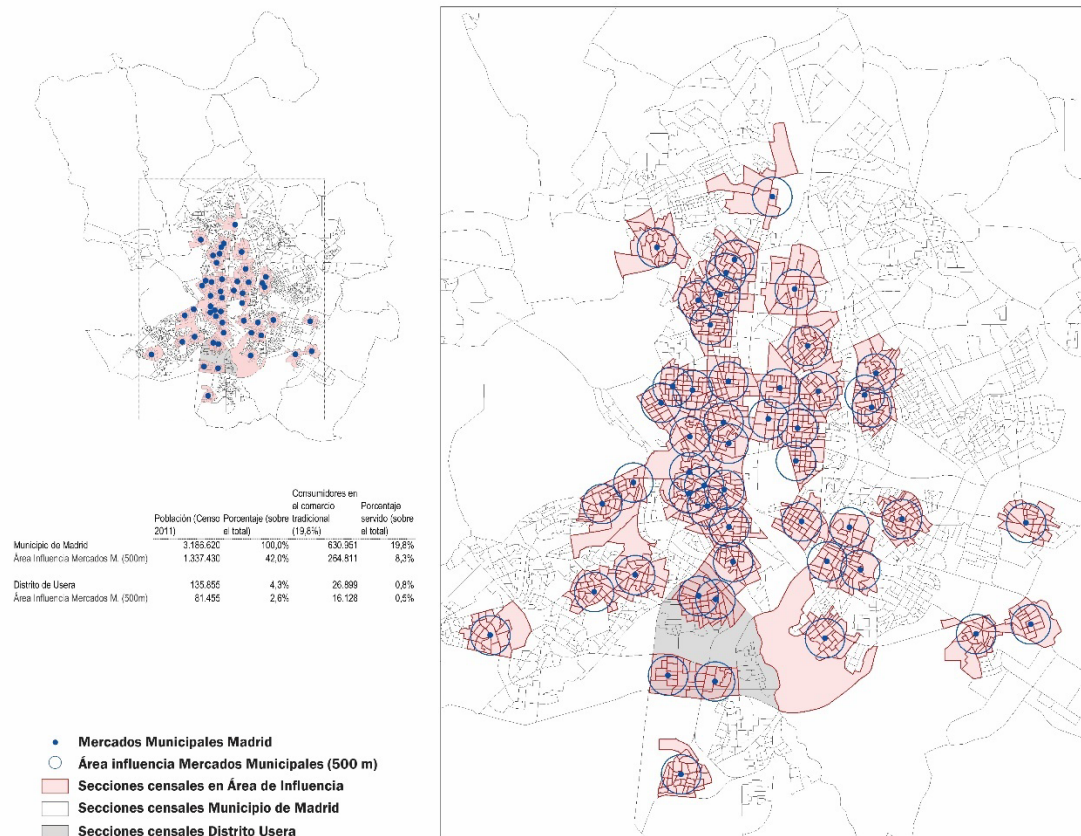 Población (Censo 2011) Porcentaje (sobre el total) Consumidores en el comercio tradicional (19,8%) Porcentaje servido (sobre el total)
Municipio de Madrid 3.186.620 100,0% 630.951 19,8%
Área Influencia Mercados M. (500m) 1.337.430 42,0% 264.811 8,3%
Distrito de Usera 135.855 4,3% 26.899 0,8%
Área Influencia Mercados M. (500m) 81.455 2,6% 16.128 0,5%
Mercados Municipales Madrid
Área influencia Mercados Municipales (500 m)
Secciones censales en Área de Influencia
Secciones censales Municipio de Madrid
Secciones censales Distrito Usera